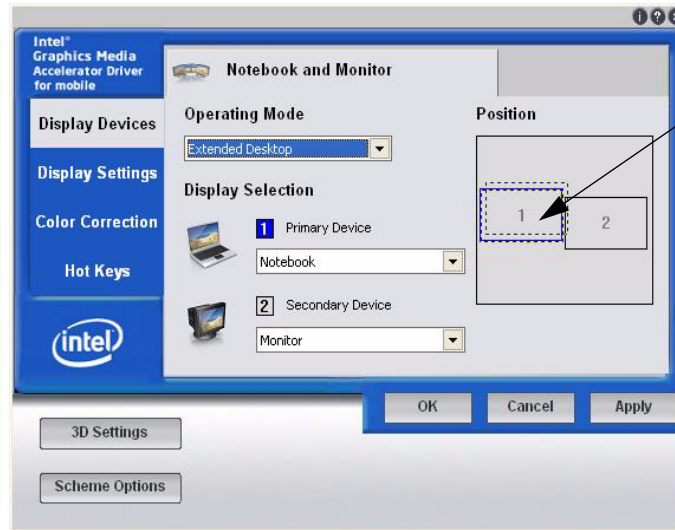 Intel®
Graphics Media
Accelerator Driver
for mobile
Notebook and Monitor
Display Devices
Display Settings
Color Correction
Hot Keys
intel
Operating Mode
Extended Desktop
Display Selection
1 Primary Device
Notebook
2 Secondary Device
Monitor
Position
1
2
OK
Cancel
Apply
3D Settings
Scheme Options